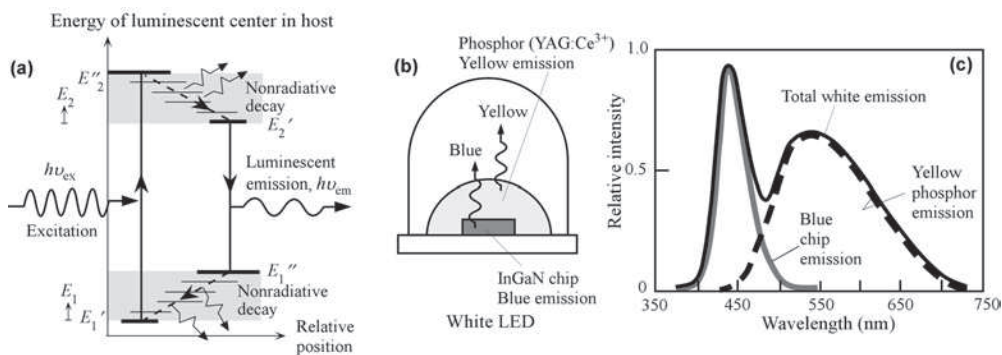 Energy of luminescent center in host
(a)
E″2
E2
Nonradiative
decay
E2′
hυex
Excitation
Luminescent
emission, hυem
E1″
E1
Nonradiative
decay
E1′
Relative
position
(b)
Phosphor (YAG:Ce3+)
Yellow emission
Yellow
Blue
InGaN chip
Blue emission
White LED
(c)
1.0
Total white emission
Relative intensity
0.5
Yellow
phosphor
emission
Blue
chip
emission
0
350
450
550
650
750
Wavelength (nm)